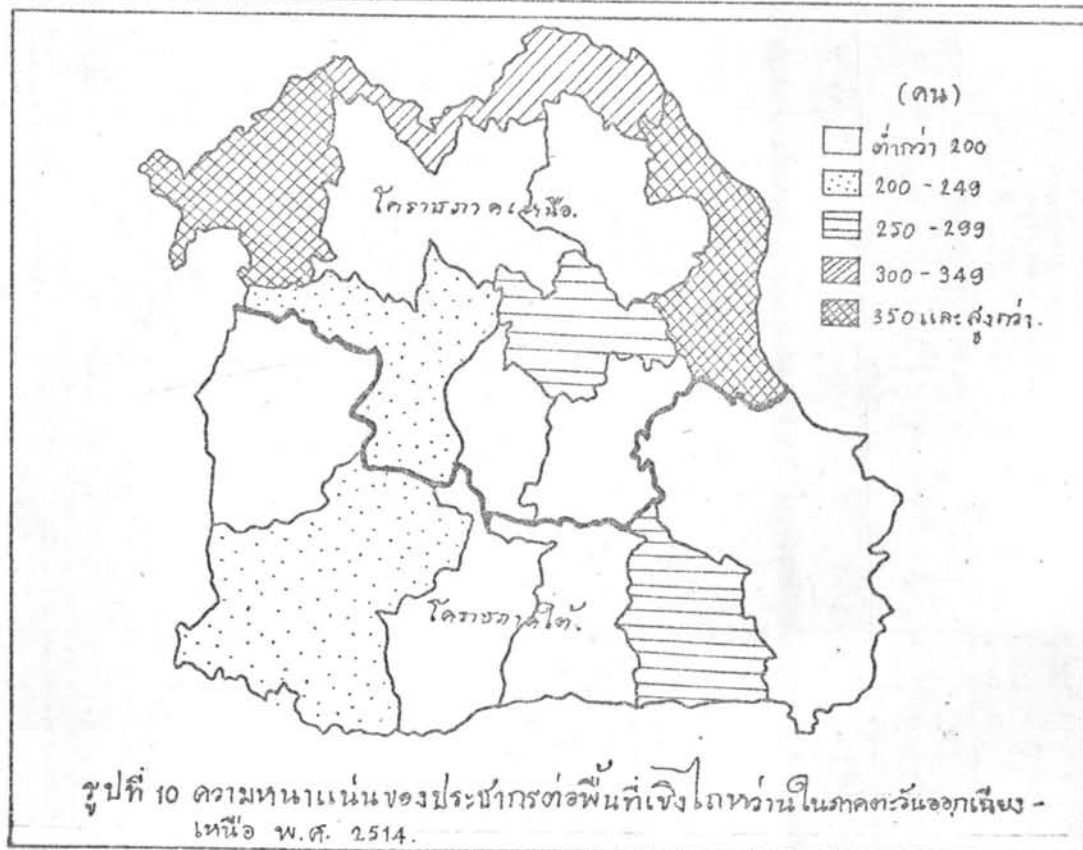 (คน)
ต่ำกว่า 200
200 - 249
250 - 299
300 - 349
350 และสูงกว่า.
โคราชภาคเหนือ.
โคราชภาคใต้.
รูปที่ 10 ความหนาแน่นของประชากรต่อพื้นที่เชิงไถหว่านในภาคตะวันออกเฉียง -
เหนือ พ.ศ. 2514.